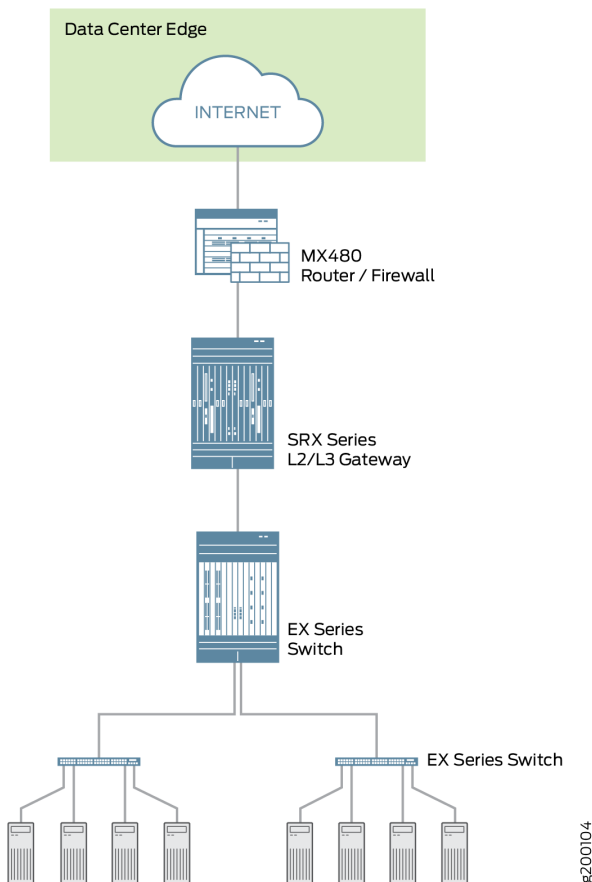 Data Center Edge
INTERNET
MX480
Router / Firewall
SRX Series
L2/L3 Gateway
EX Series
Switch
EX Series Switch
g200104